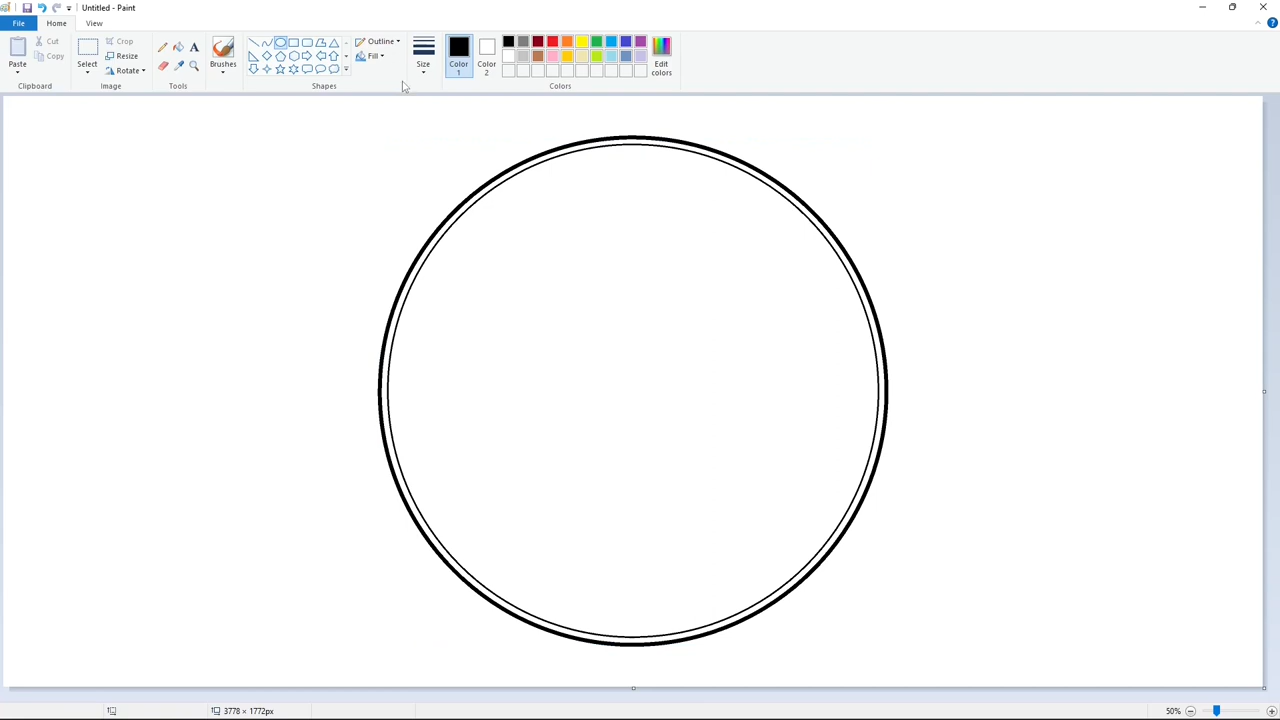 Untitled - Paint
File Home View
Paste
Cut
Copy
Clipboard
Select
Crop
Resize
Rotate
Image
A
Tools
Brushes
Outline
Fill
Shapes
Size
Color 1
Color 2
Edit colors
Colors
3778 × 1772px
50%